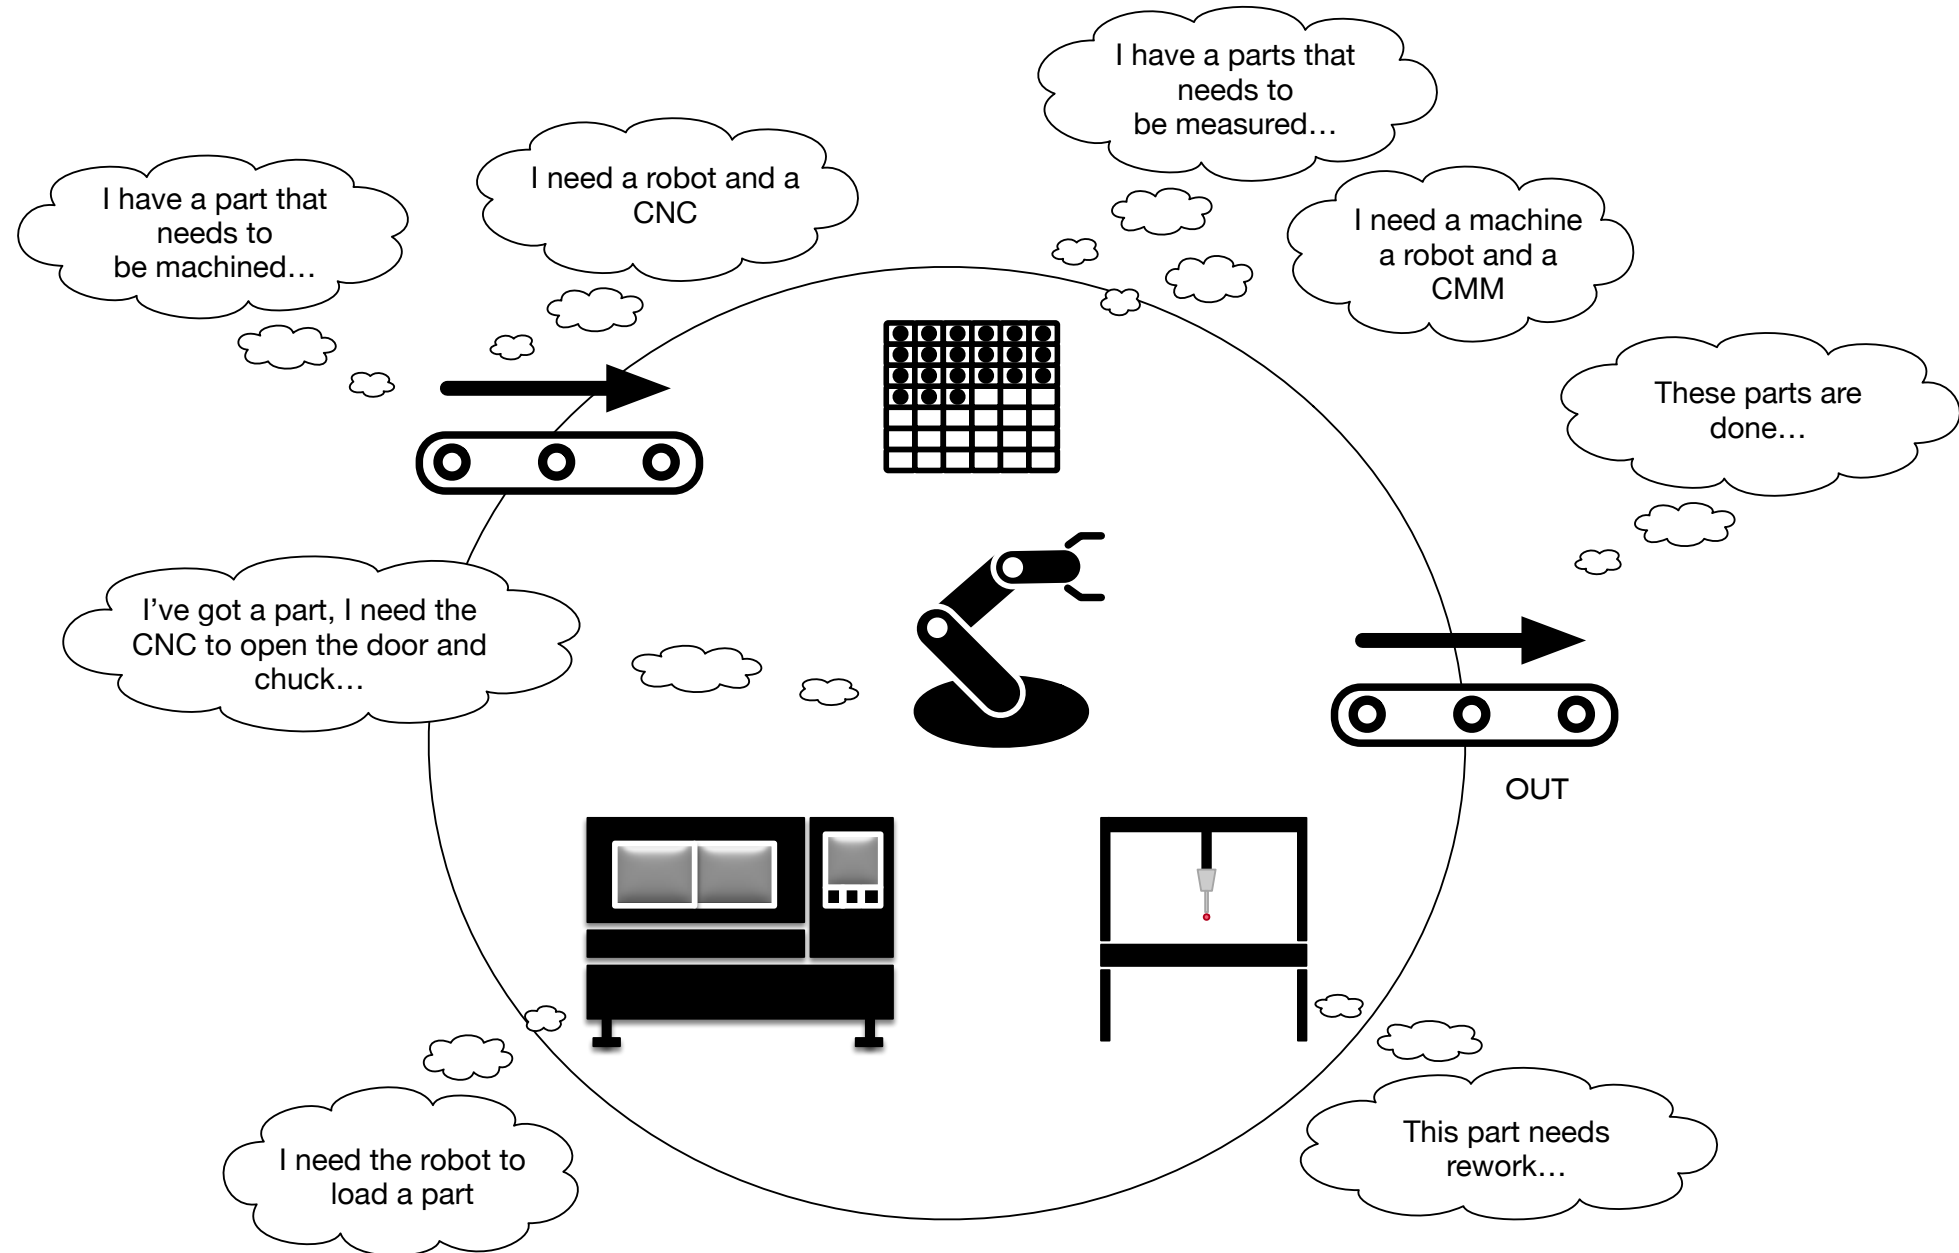 I have a parts that
needs to
be measured…
I have a part that
needs to
be machined…
I need a robot and a
CNC
I need a machine
a robot and a
CMM
These parts are
done…
I've got a part, I need the
CNC to open the door and
chuck…
OUT
I need the robot to
load a part
This part needs
rework…